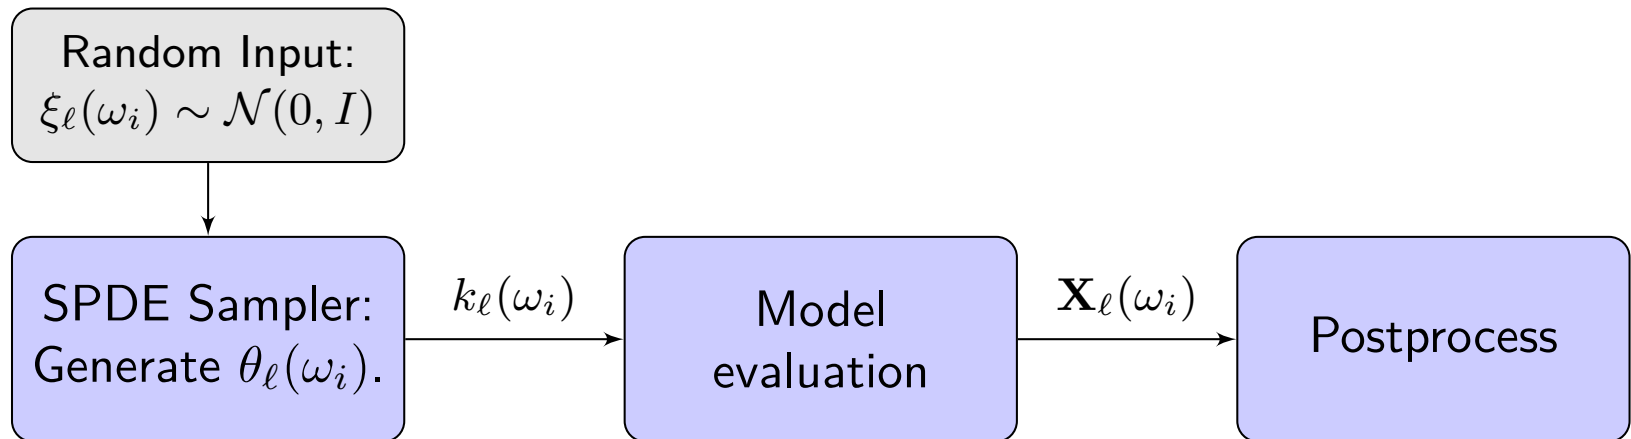 Random Input:
ξ_ℓ(ω_i) ∼ 𝒩(0, I)
SPDE Sampler:
Generate θ_ℓ(ω_i).
k_ℓ(ω_i)
Model
evaluation
𝐗_ℓ(ω_i)
Postprocess